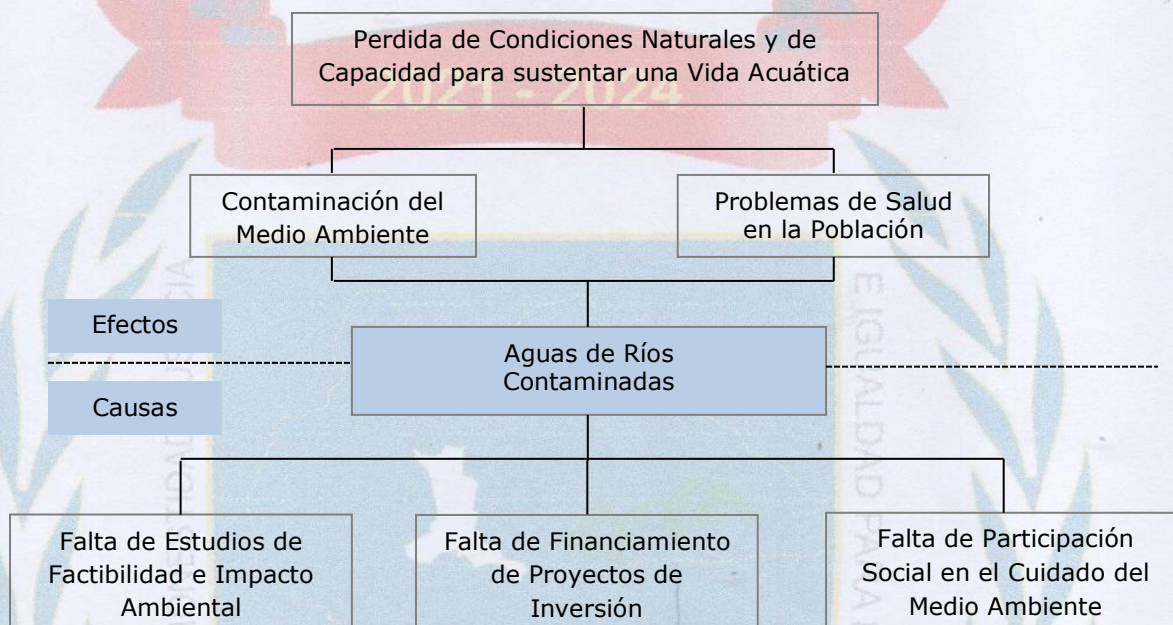 Perdida de Condiciones Naturales y de
Capacidad para sustentar una Vida Acuática
2021 - 2024
Contaminación del
Medio Ambiente
Problemas de Salud
en la Población
Efectos
Aguas de Ríos
Contaminadas
Causas
E IGUALDAD PARA
Falta de Estudios de
Factibilidad e Impacto
Ambiental
Falta de Financiamiento
de Proyectos de
Inversión
Falta de Participación
Social en el Cuidado del
Medio Ambiente